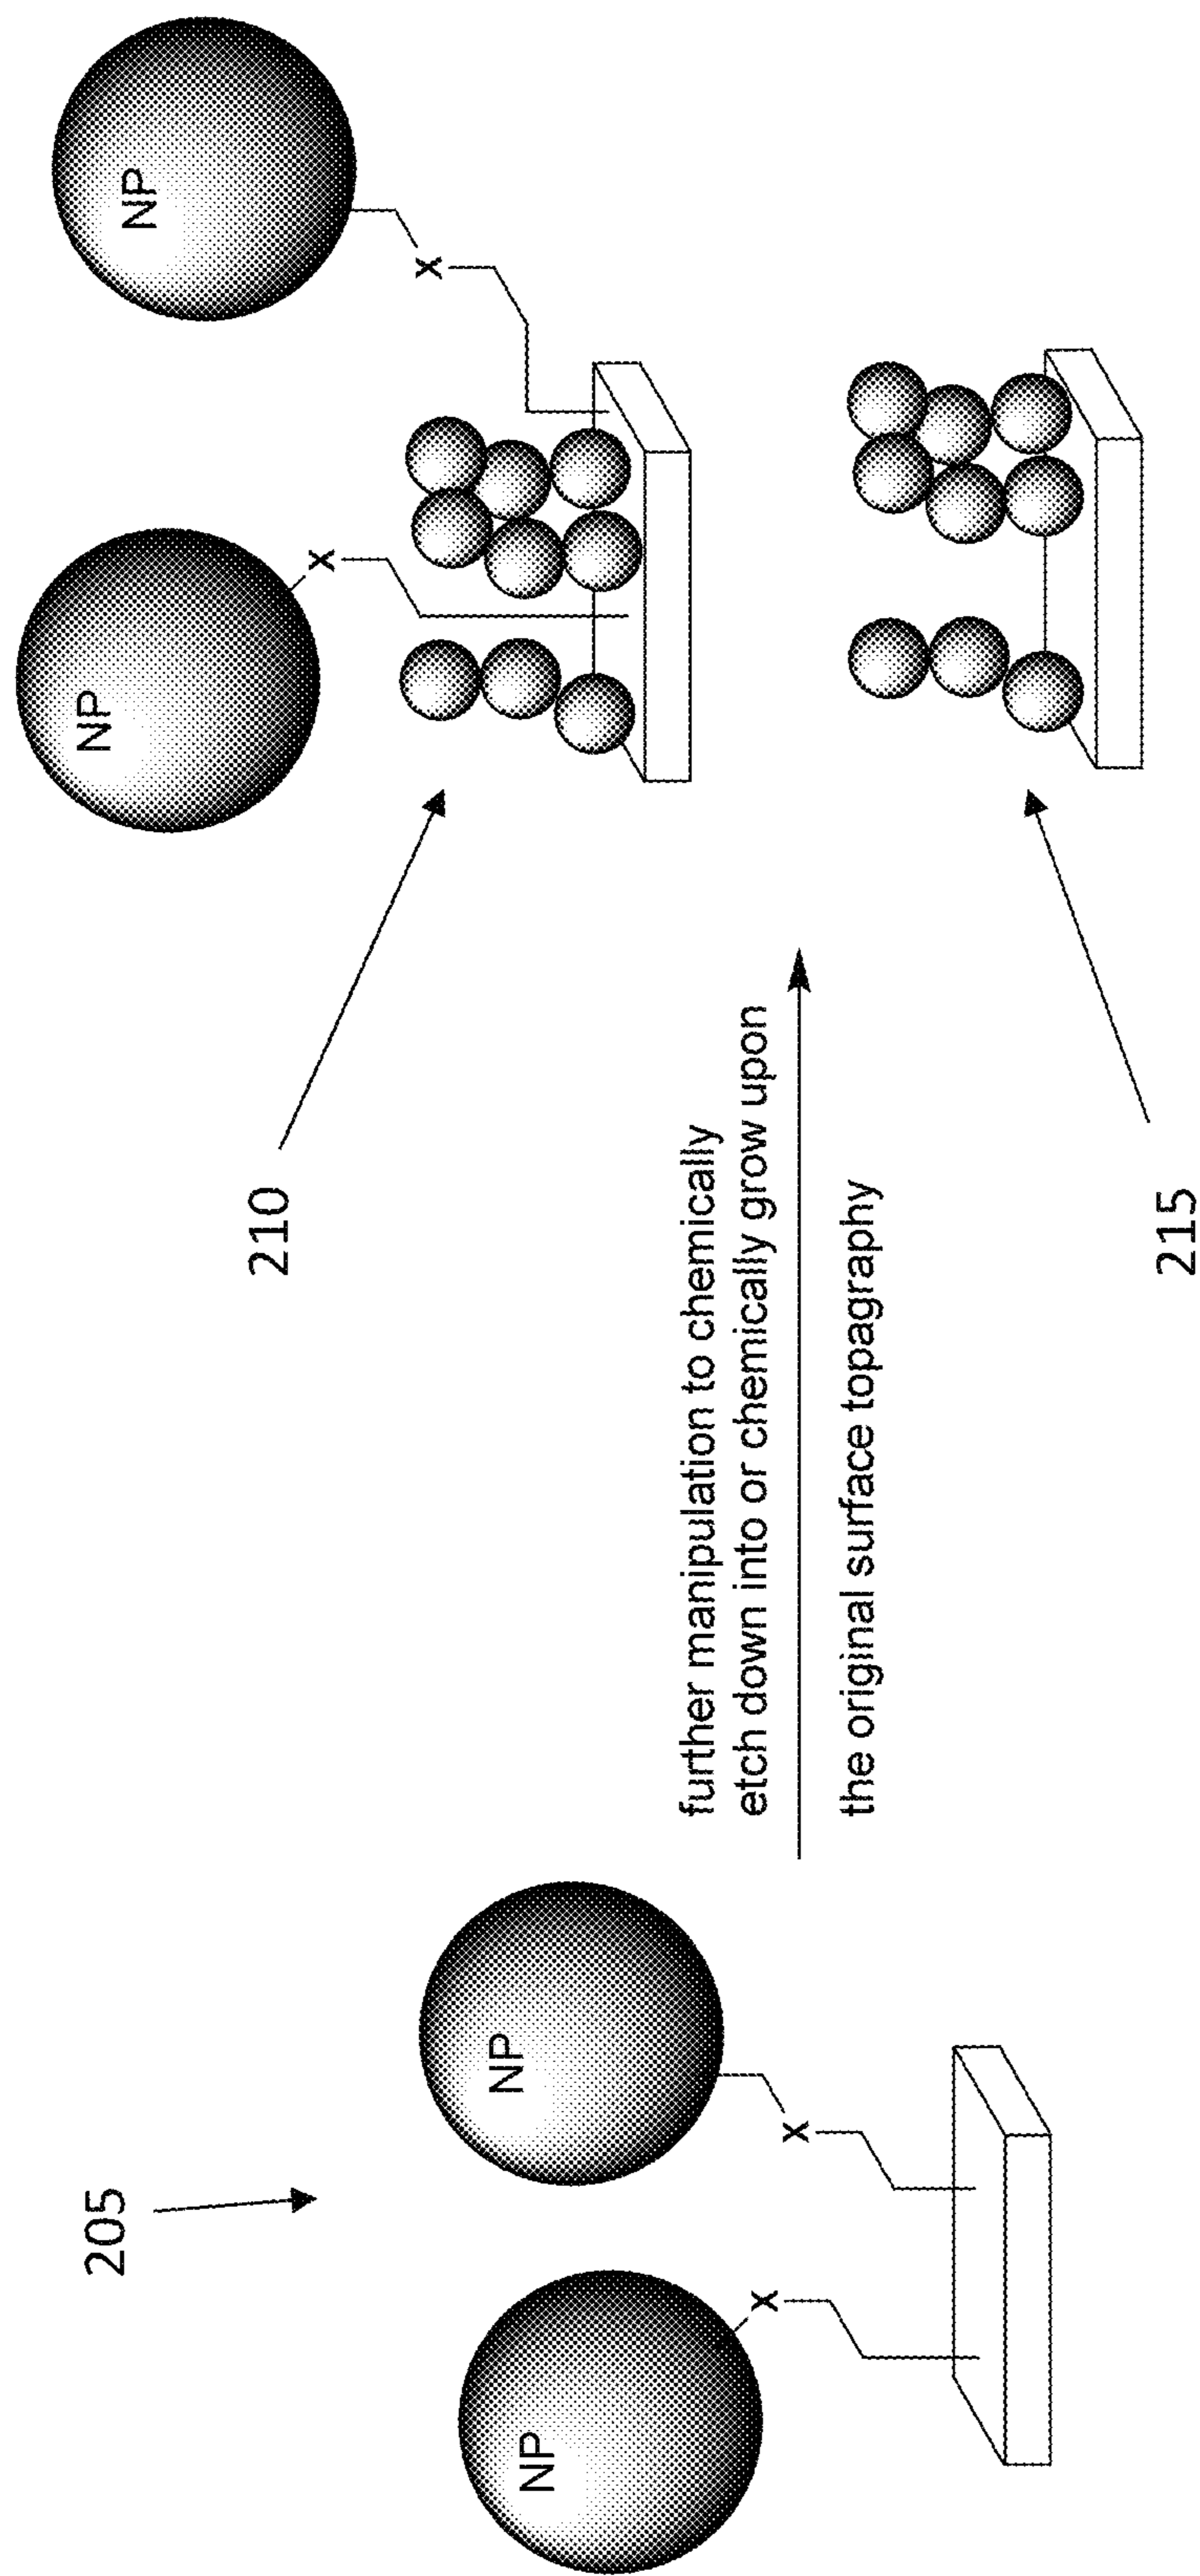 205
NP
NP
further manipulation to chemically
etch down into or chemically grow upon
the original surface topagraphy
210
NP
NP
X
X
X
X
215